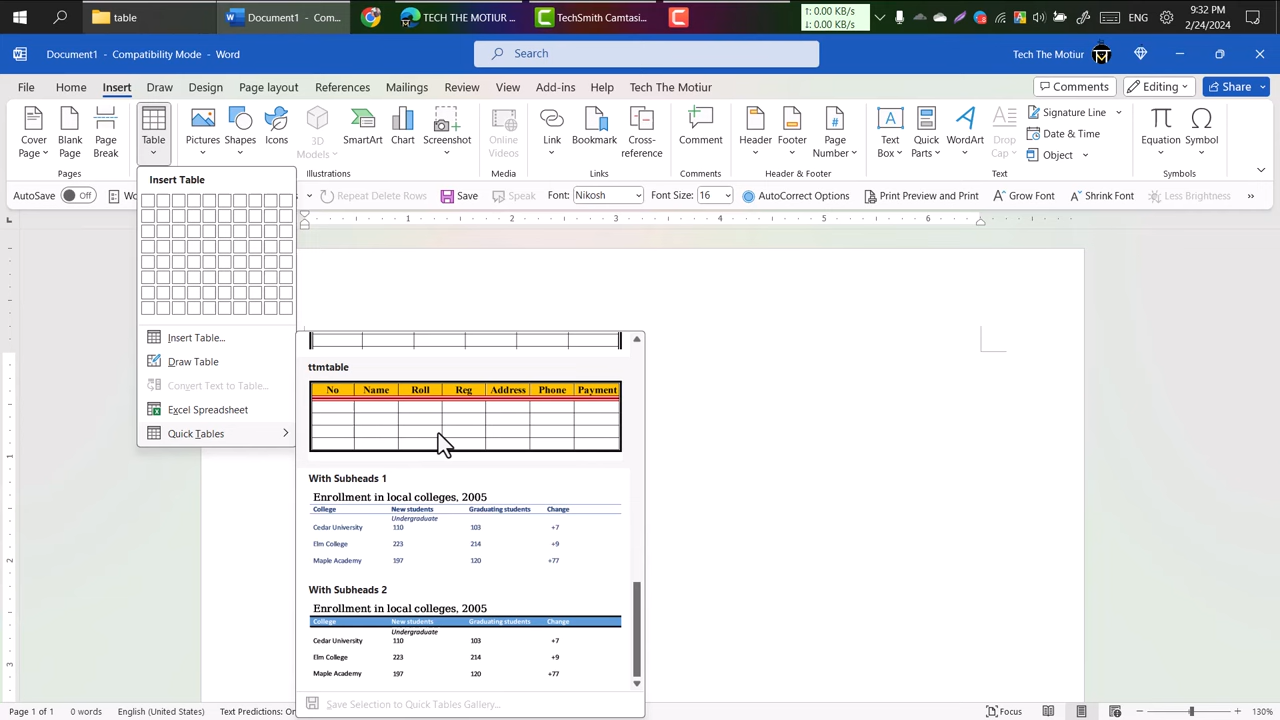 table
Document1 - Com...
TECH THE MOTIUR ...
TechSmith Camtasi...
↑: 0.00 KB/s
↓: 0.00 KB/s
ENG
9:32 PM
2/24/2024
Document1 - Compatibility Mode - Word
Search
Tech The Motiur
File Home Insert Draw Design Page layout References Mailings Review View Add-ins Help Tech The Motiur
Comments Editing Share
Cover Page
Blank Page
Page Break
Table
Pictures
Shapes
Icons
3D Models
SmartArt
Chart
Screenshot
Online Videos
Link
Bookmark
Cross-reference
Comment
Header
Footer
Page Number
Text Box
Quick Parts
WordArt
Drop Cap
Signature Line
Date & Time
Object
Equation
Symbol
Pages Illustrations Media Links Comments Header & Footer Text Symbols
AutoSave Off Wo Repeat Delete Rows Save Speak Font: Nikosh Font Size: 16 AutoCorrect Options Print Preview and Print Grow Font Shrink Font Less Brightness
1 2 3 4 5 6
Insert Table
Insert Table...
Draw Table
Convert Text to Table...
Excel Spreadsheet
Quick Tables
ttmtable
No Name Roll Reg Address Phone Payment
With Subheads 1
Enrollment in local colleges, 2005
College New students Graduating students Change
Undergraduate
Cedar University 110 103 +7
Elm College 223 214 +9
Maple Academy 197 120 +77
With Subheads 2
Enrollment in local colleges, 2005
College New students Graduating students Change
Undergraduate
Cedar University 110 103 +7
Elm College 223 214 +9
Maple Academy 197 120 +77
Save Selection to Quick Tables Gallery...
1
2
3
Page 1 of 1 0 words English (United States) Text Predictions: On Focus 130%